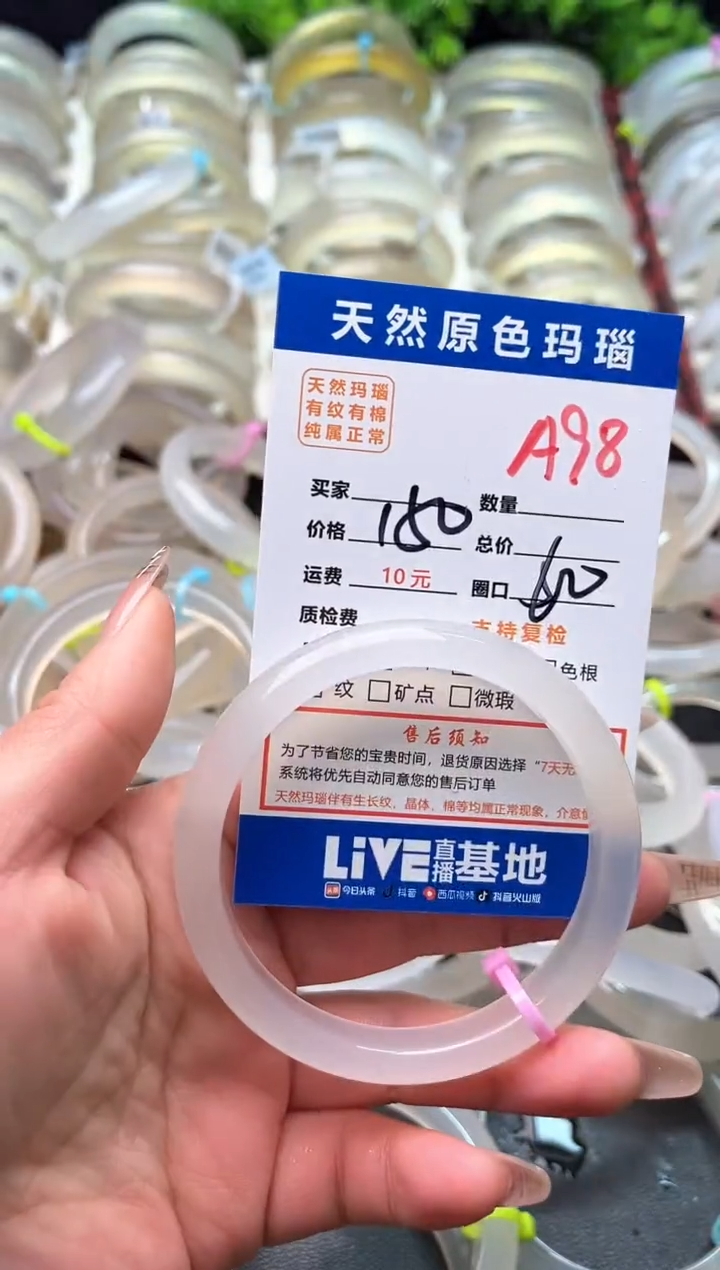 天然原色玛瑙
天然玛瑙
有纹有棉
纯属正常
A98
买家 数量
价格 150 总价
运费 10元 圈口 60
质检费 支持复检
色根
纹 □矿点 □微瑕
售后须知
为了节省您的宝贵时间，退货原因选择“7天无
系统将优先自动同意您的售后订单
天然玛瑙伴有生长纹，晶体，棉等均属正常现象，介意
LiVE直播基地
头条 今日头条 抖音 西瓜视频 抖音火山版